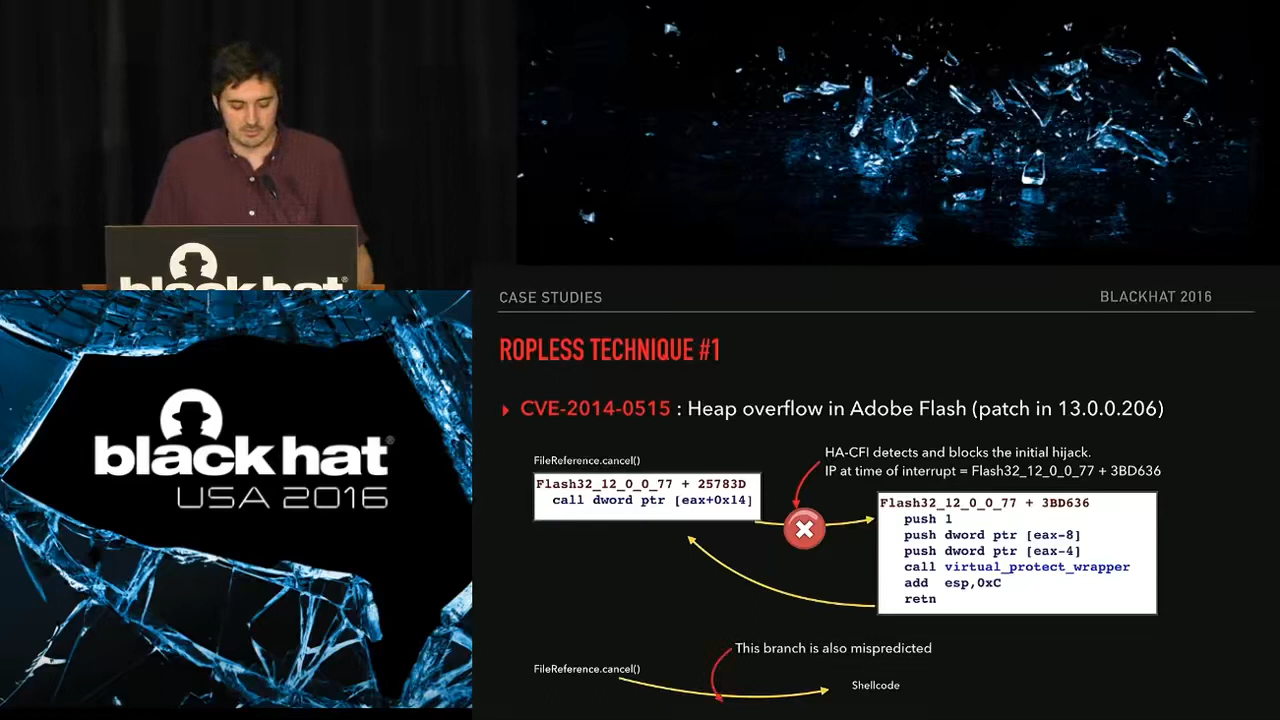 black hat®
black hat®
USA 2016
CASE STUDIES
BLACKHAT 2016
ROPLESS TECHNIQUE #1
CVE-2014-0515 : Heap overflow in Adobe Flash (patch in 13.0.0.206)
FileReference.cancel()
Flash32_12_0_0_77 + 25783D
call dword ptr [eax+0x14]
HA-CFI detects and blocks the initial hijack.
IP at time of interrupt = Flash32_12_0_0_77 + 3BD636
Flash32_12_0_0_77 + 3BD636
push 1
push dword ptr [eax-8]
push dword ptr [eax-4]
call virtual_protect_wrapper
add esp,0xC
retn
This branch is also mispredicted
FileReference.cancel()
Shellcode